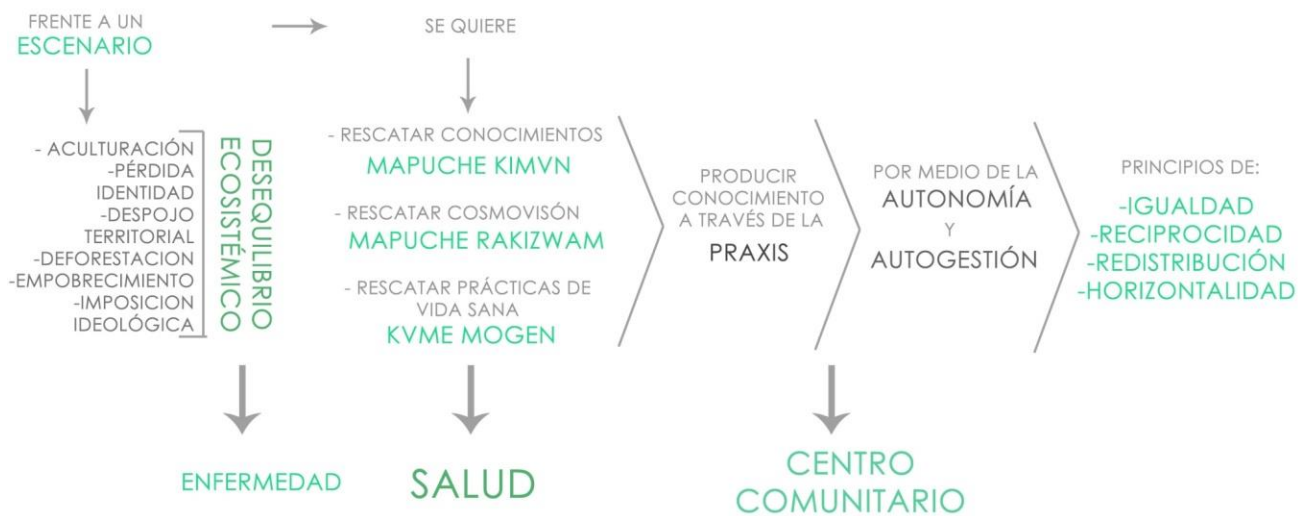 FRENTE A UN
ESCENARIO
- ACULTURACIÓN
-PÉRDIDA
IDENTIDAD
-DESPOJO
TERRITORIAL
-DEFORESTACION
-EMPOBRECIMIENTO
-IMPOSICION
IDEOLÓGICA
DESEQUILIBRIO
ECOSISTÉMICO
ENFERMEDAD
SE QUIERE
- RESCATAR CONOCIMIENTOS
MAPUCHE KIMVN
- RESCATAR COSMOVISÓN
MAPUCHE RAKIZWAM
- RESCATAR PRÁCTICAS DE
VIDA SANA
KVME MOGEN
SALUD
PRODUCIR
CONOCIMIENTO
A TRAVÉS DE LA
PRAXIS
POR MEDIO DE LA
AUTONOMÍA
Y
AUTOGESTIÓN
CENTRO
COMUNITARIO
PRINCIPIOS DE:
-IGUALDAD
-RECIPROCIDAD
-REDISTRIBUCIÓN
-HORIZONTALIDAD